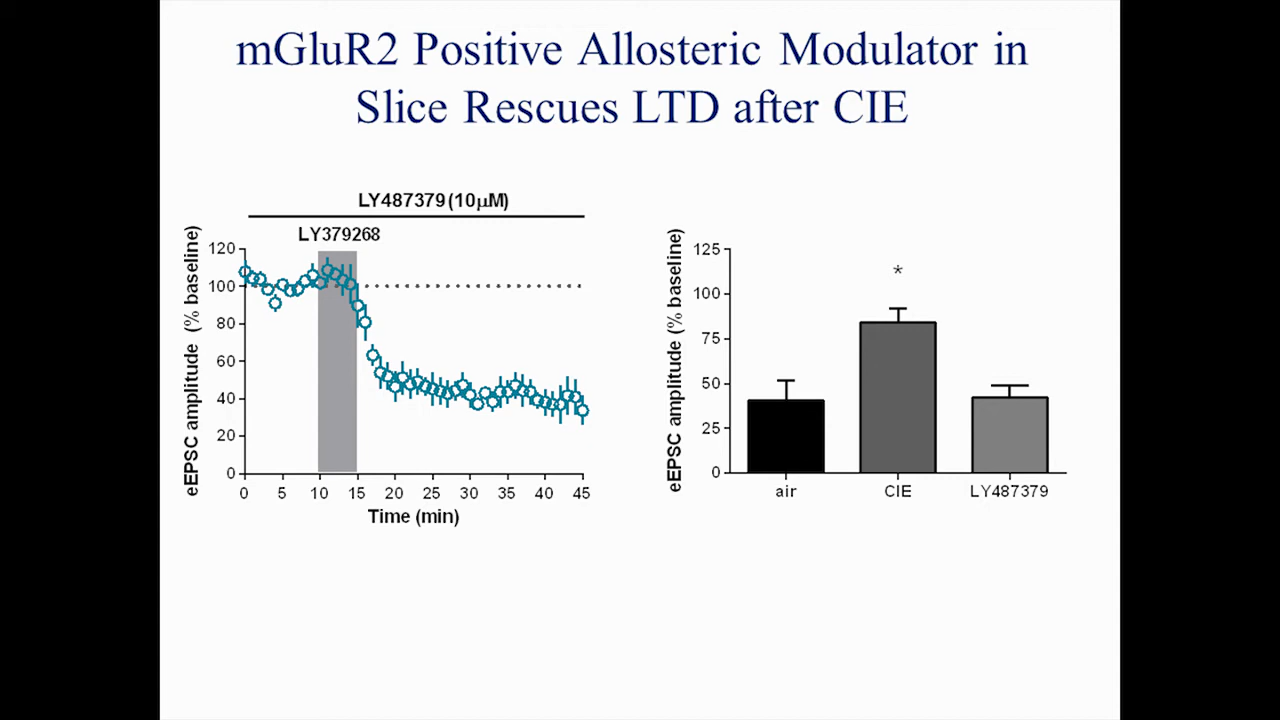 mGluR2 Positive Allosteric Modulator in
Slice Rescues LTD after CIE
LY487379 (10µM)
LY379268
eEPSC amplitude (% baseline)
120
100
80
60
40
20
0
0 5 10 15 20 25 30 35 40 45
Time (min)
eEPSC amplitude (% baseline)
125
100
75
50
25
0
*
air CIE LY487379